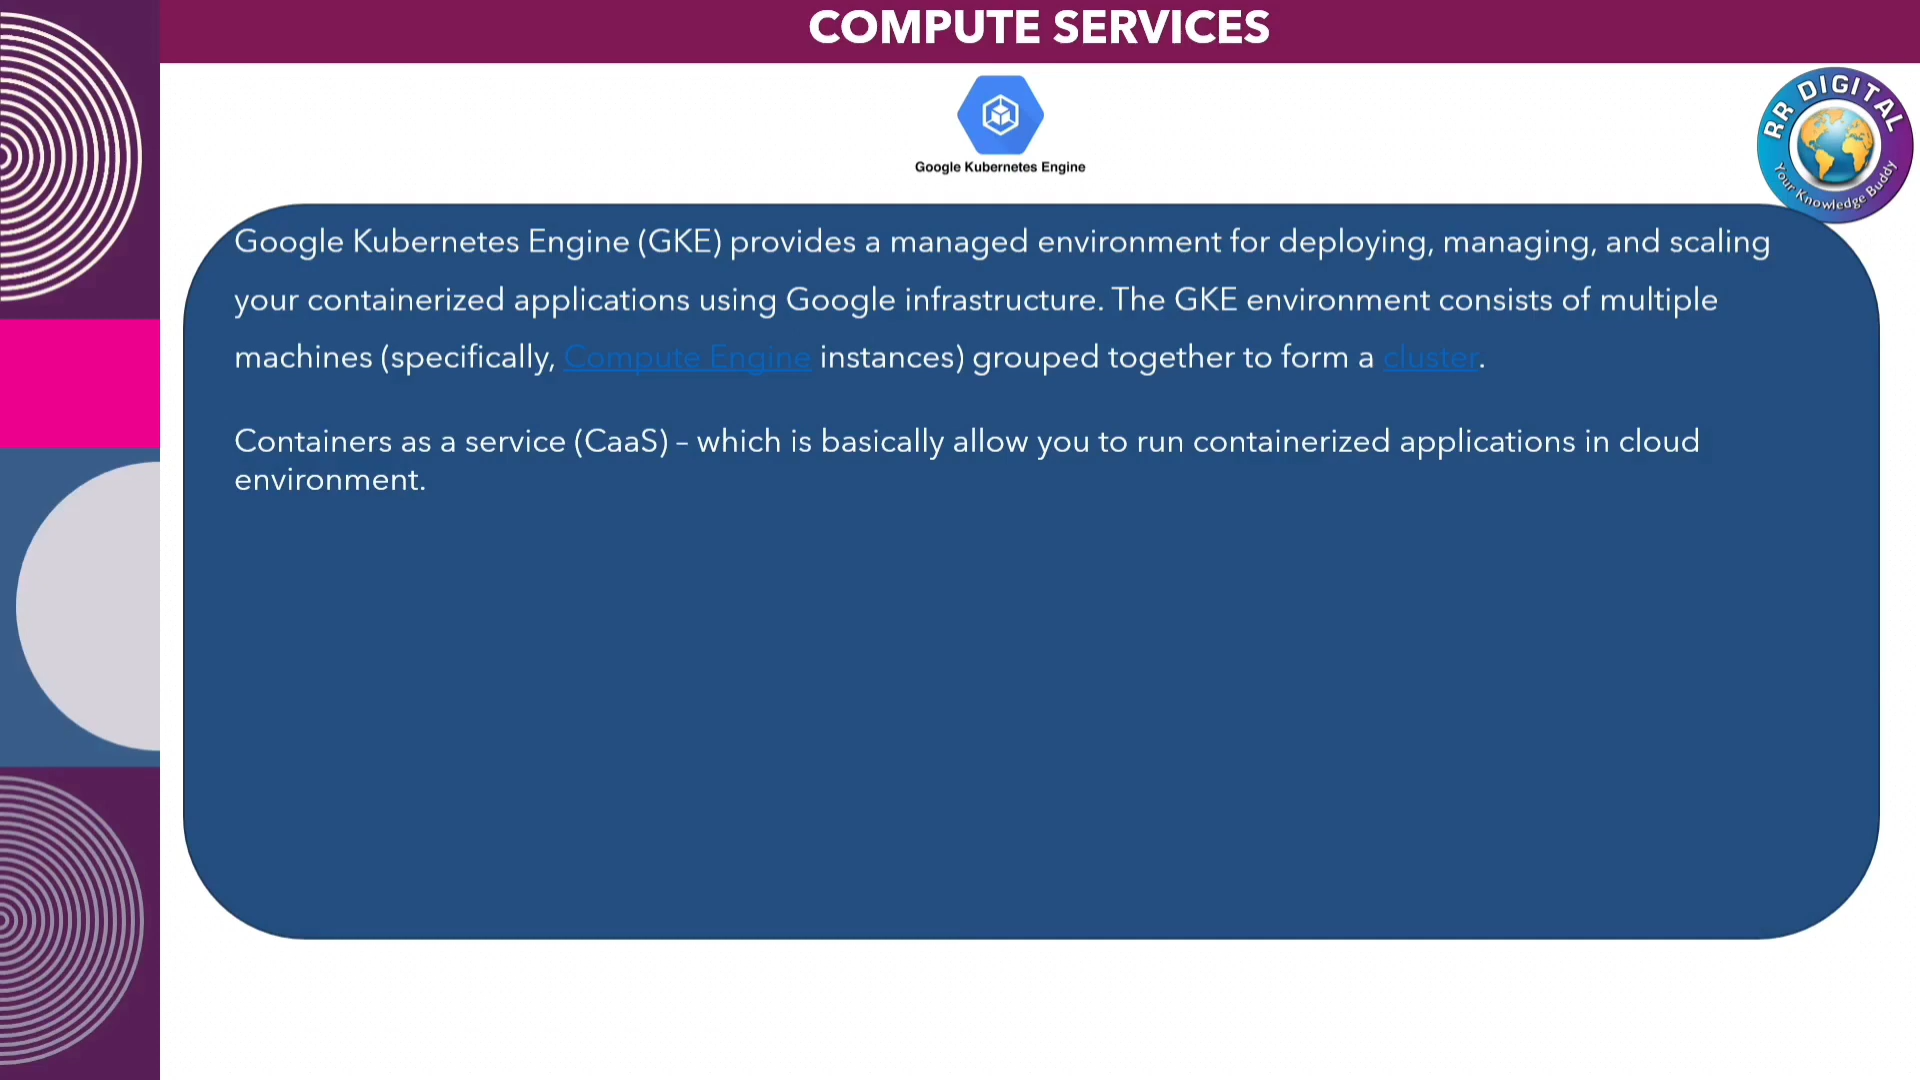 COMPUTE SERVICES
Google Kubernetes Engine
RR DIGITAL
Your Knowledge Buddy
Google Kubernetes Engine (GKE) provides a managed environment for deploying, managing, and scaling
your containerized applications using Google infrastructure. The GKE environment consists of multiple
machines (specifically, Compute Engine instances) grouped together to form a cluster.
Containers as a service (CaaS) – which is basically allow you to run containerized applications in cloud
environment.